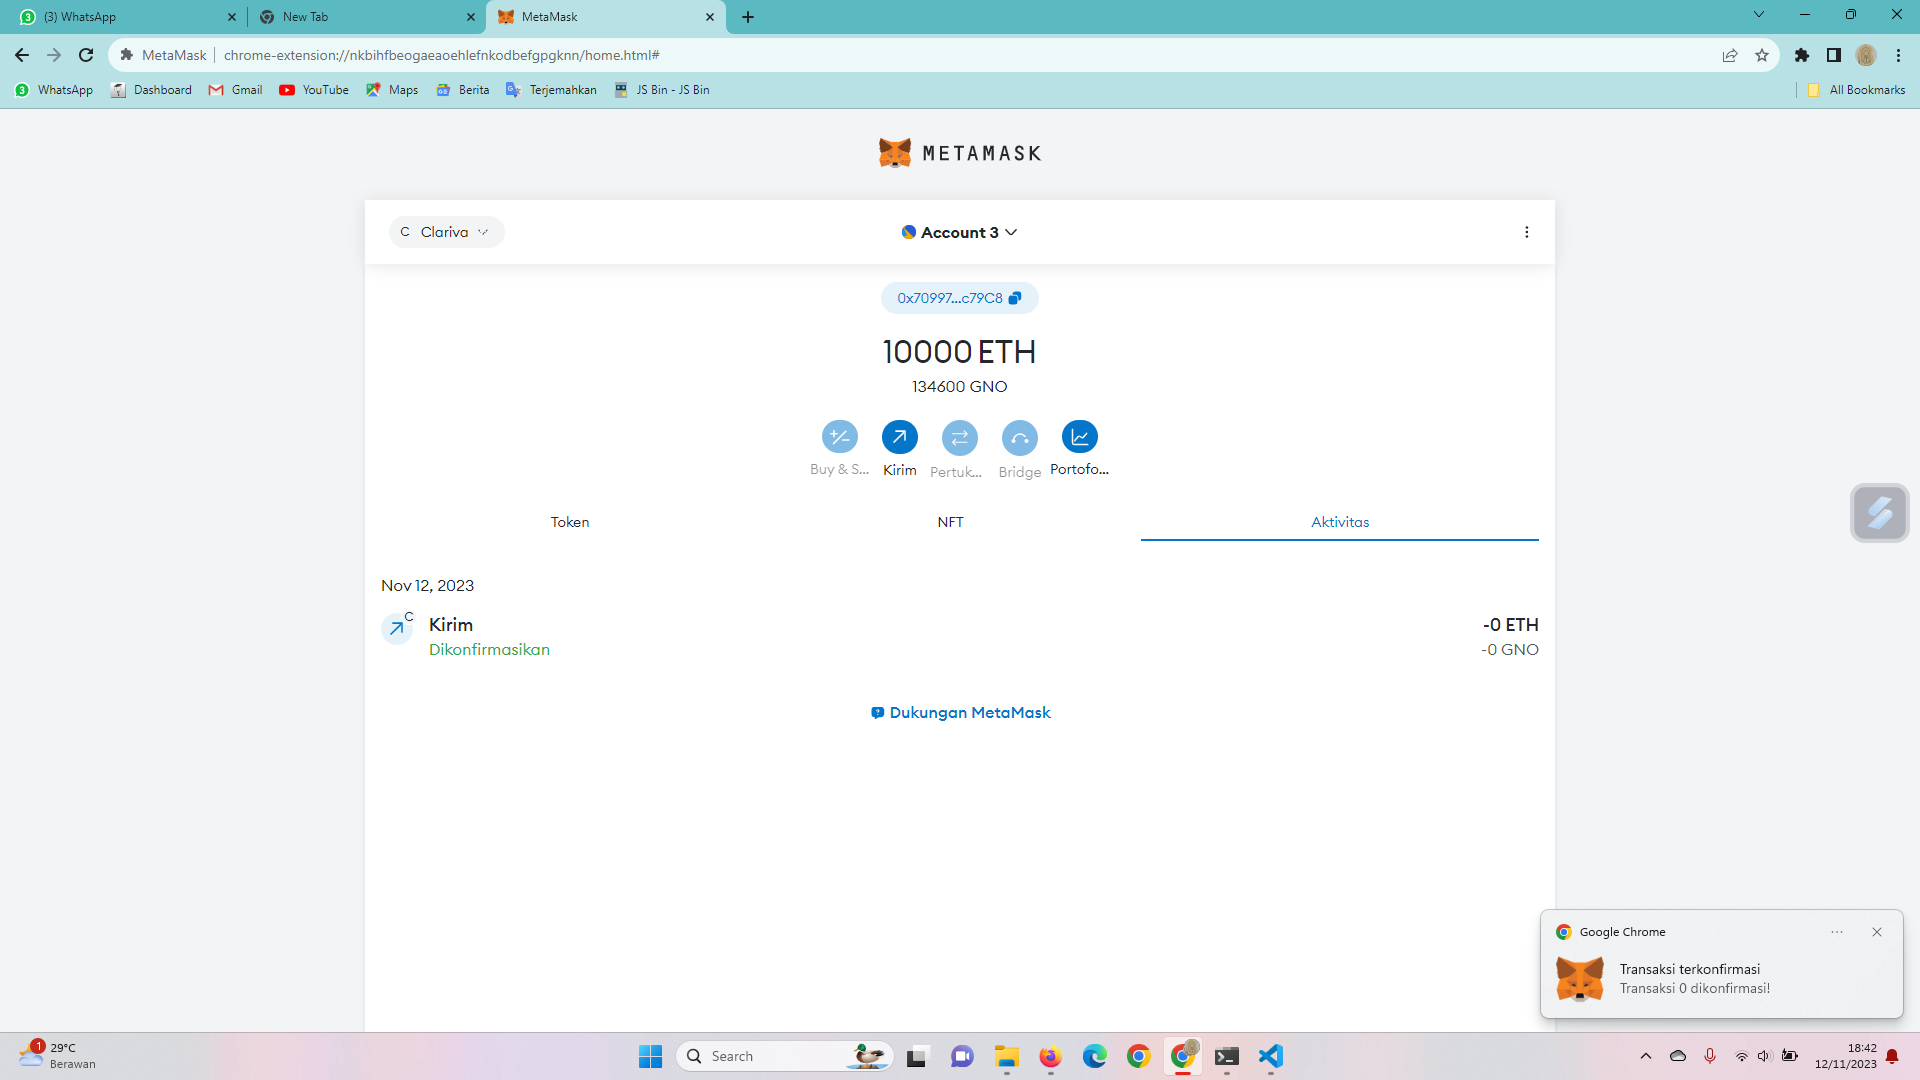 (3) WhatsApp
New Tab
MetaMask
MetaMask
chrome-extension://nkbihfbeogaeaoehlefnkodbefgpgknn/home.html#
3 WhatsApp
Dashboard
Gmail
YouTube
Maps
Berita
Terjemahkan
JS Bin - JS Bin
All Bookmarks
METAMASK
C Clariva
Account 3
0x70997...c79C8
10000 ETH
134600 GNO
Buy & S...
Kirim
Pertuk...
Bridge
Portofo...
Token
NFT
Aktivitas
Nov 12, 2023
C
Kirim
-0 ETH
Dikonfirmasikan
-0 GNO
Dukungan MetaMask
Google Chrome
Transaksi terkonfirmasi
Transaksi 0 dikonfirmasi!
1
29°C
Berawan
Search
18:42
12/11/2023